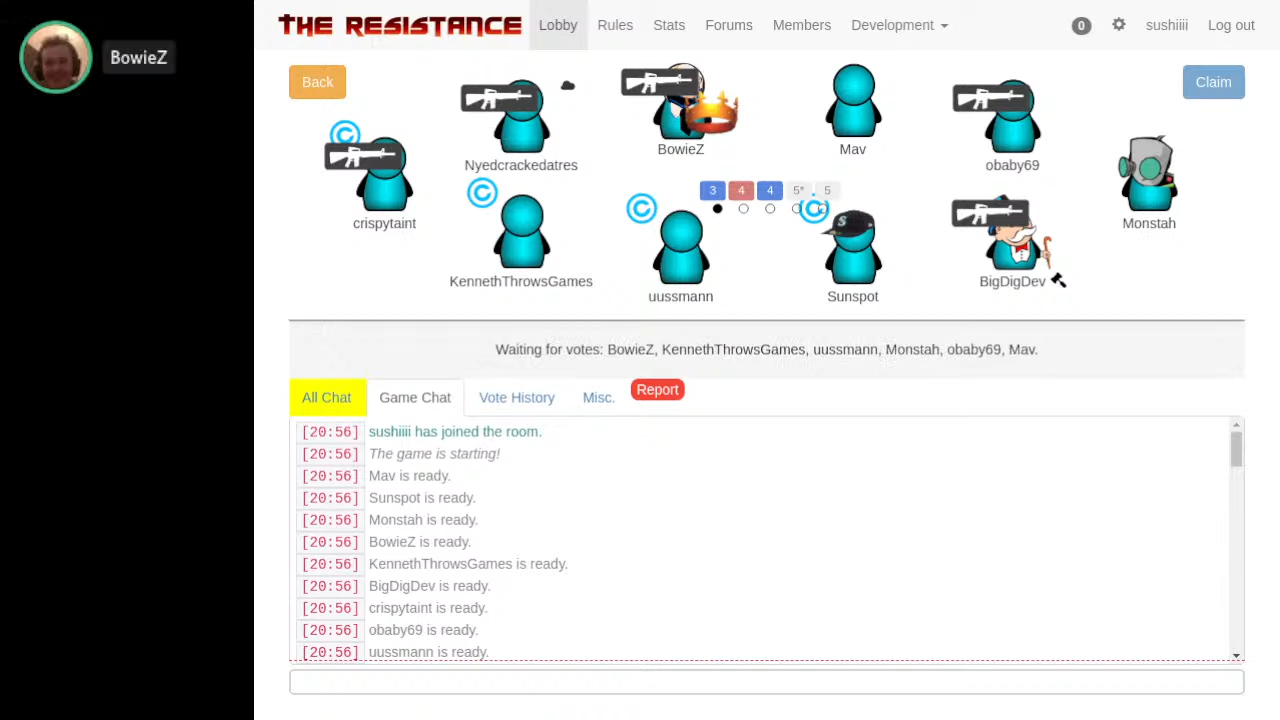 BowieZ
THE RESISTANCE
Lobby
Rules
Stats
Forums
Members
Development
0
sushiiii
Log out
Back
Claim
Nyedcrackedatres
BowieZ
Mav
obaby69
crispytaint
Monstah
3 4 4 5* 5
KennethThrowsGames
uussmann
Sunspot
BigDigDev
Waiting for votes: BowieZ, KennethThrowsGames, uussmann, Monstah, obaby69, Mav.
All Chat
Game Chat
Vote History
Misc.
Report
[20:56] sushiiii has joined the room.
[20:56] The game is starting!
[20:56] Mav is ready.
[20:56] Sunspot is ready.
[20:56] Monstah is ready.
[20:56] BowieZ is ready.
[20:56] KennethThrowsGames is ready.
[20:56] BigDigDev is ready.
[20:56] crispytaint is ready.
[20:56] obaby69 is ready.
[20:56] uussmann is ready.